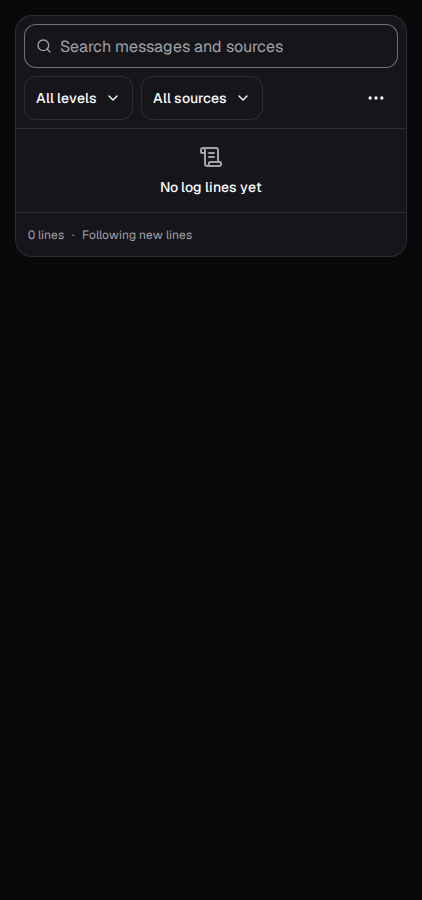 Search messages and sources
All levels
All sources
No log lines yet
0 lines · Following new lines